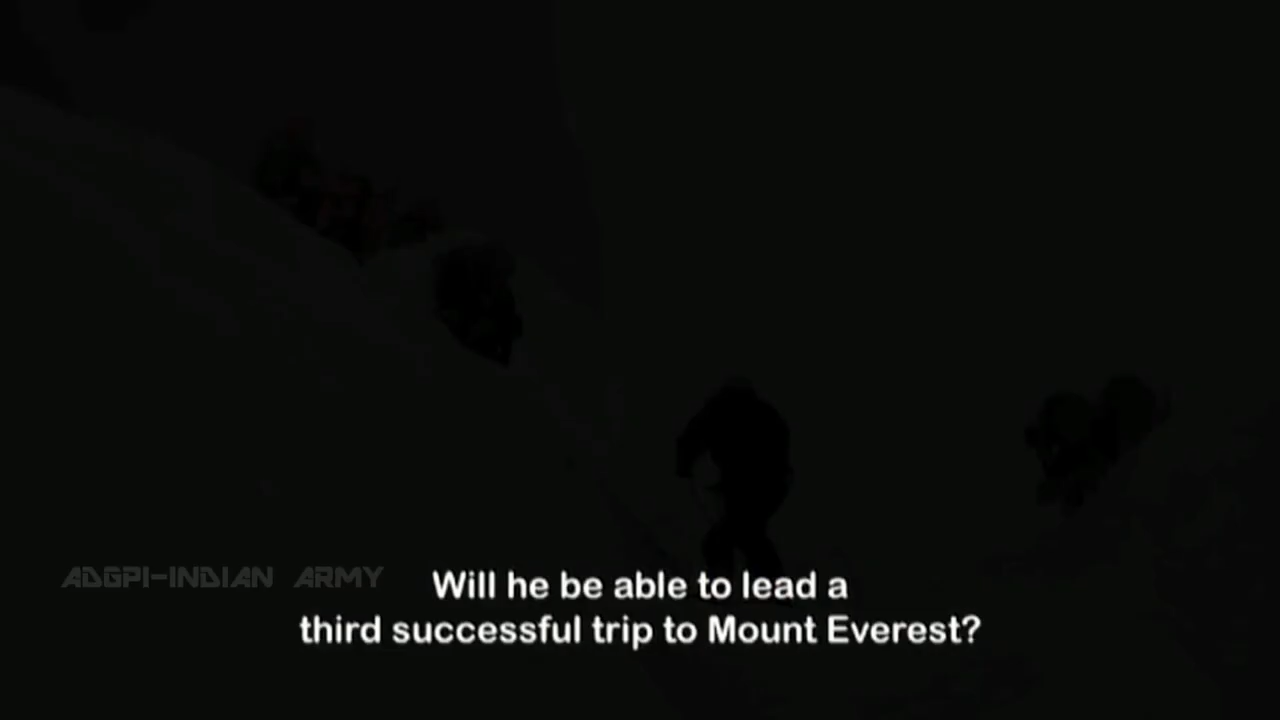 ADGPI-INDIAN ARMY
Will he be able to lead a
third successful trip to Mount Everest?